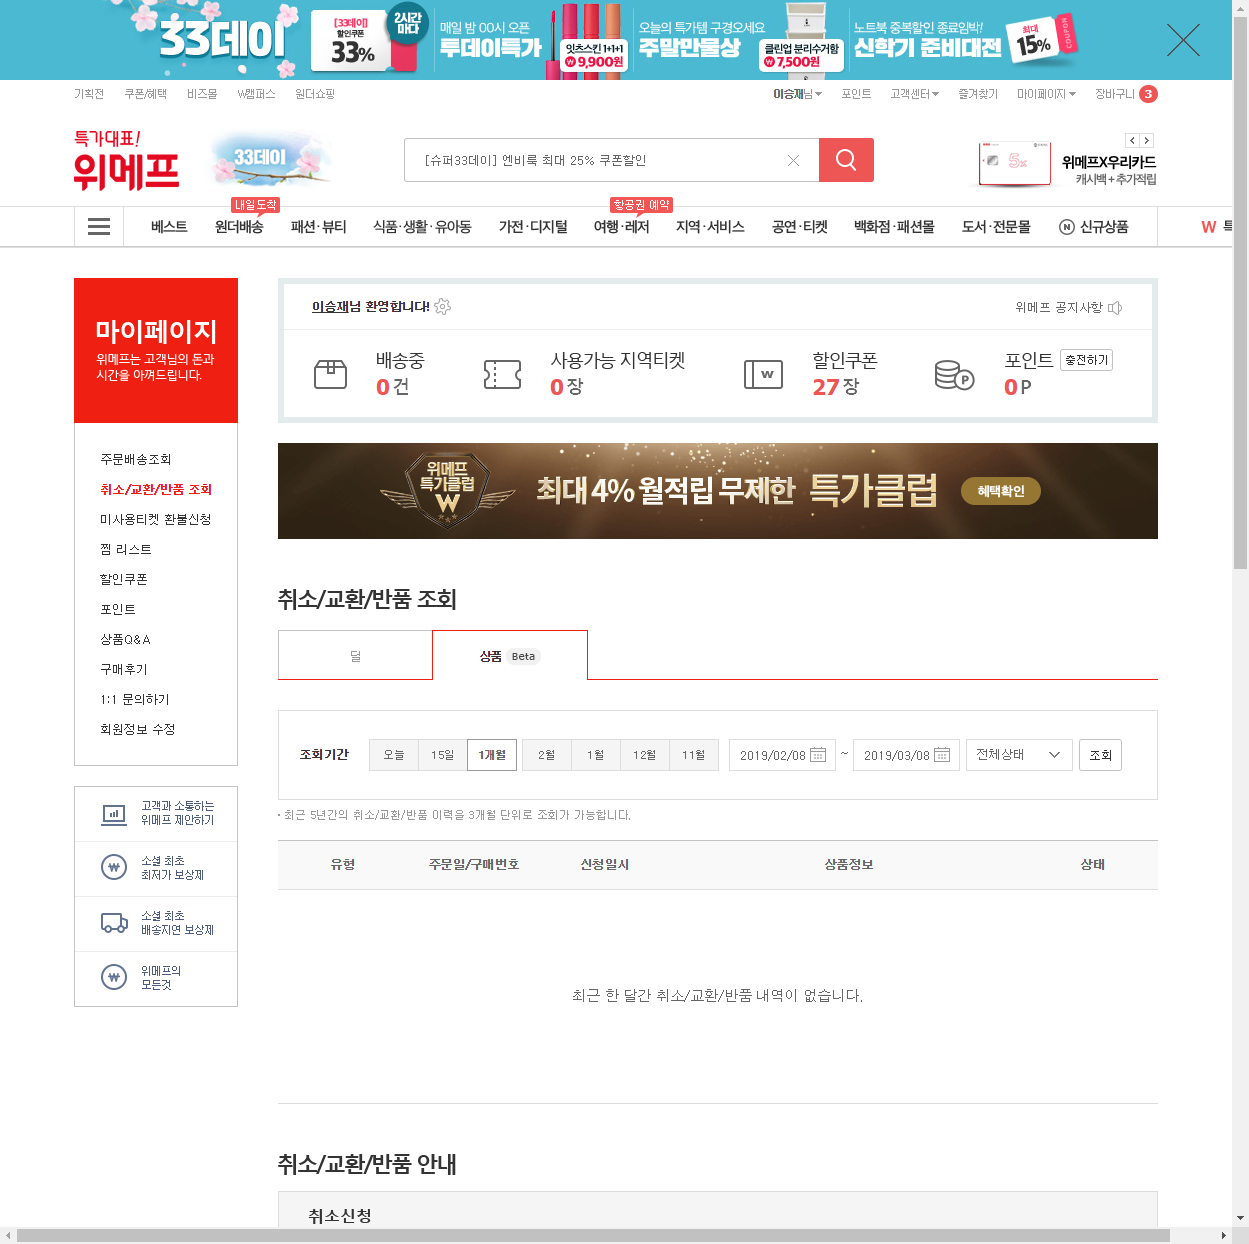 33데이
[33데이]
할인쿠폰
33%
2시간
마다
매일 밤 00시 오픈
투데이특가
잇츠스킨 1+1+1
₩9,900원
오늘의 특가템 구경오세요
주말만물상
클린업 분리수거함
₩7,500원
노트북 중복할인 종료임박!
신학기 준비대전
최대
15%
COUPON
기획전 쿠폰/혜택 비즈몰 W캠퍼스 원더쇼핑
이승재님 포인트 고객센터 즐겨찾기 마이페이지 장바구니 3
특가대표!
위메프
33데이
[슈퍼33데이] 엔비룩 최대 25% 쿠폰할인
5x
위메프X우리카드
캐시백 + 추가적립
내일도착
항공권 예약
베스트 원더배송 패션·뷰티 식품·생활·유아동 가전·디지털 여행·레저 지역·서비스 공연·티켓 백화점·패션몰 도서·전문몰 N 신규상품 W 특
마이페이지
위메프는 고객님의 돈과
시간을 아껴드립니다.
주문배송조회
취소/교환/반품 조회
미사용티켓 환불신청
찜 리스트
할인쿠폰
포인트
상품Q&A
구매후기
1:1 문의하기
회원정보 수정
고객과 소통하는
위메프 제안하기
소셜 최초
최저가 보상제
소셜 최초
배송지연 보상제
위메프의
모든것
이승재님 환영합니다!
위메프 공지사항
배송중
0건
사용가능 지역티켓
0장
W
할인쿠폰
27장
P
포인트 충전하기
0P
위메프
특가클럽
W
최대 4% 월적립 무제한 특가클럽
혜택확인
취소/교환/반품 조회
딜
상품 Beta
조회기간 오늘 15일 1개월 2월 1월 12월 11월 2019/02/08 ~ 2019/03/08 전체상태 조회
· 최근 5년간의 취소/교환/반품 이력을 3개월 단위로 조회가 가능합니다.
유형 주문일/구매번호 신청일시 상품정보 상태
최근 한 달간 취소/교환/반품 내역이 없습니다.
취소/교환/반품 안내
취소신청